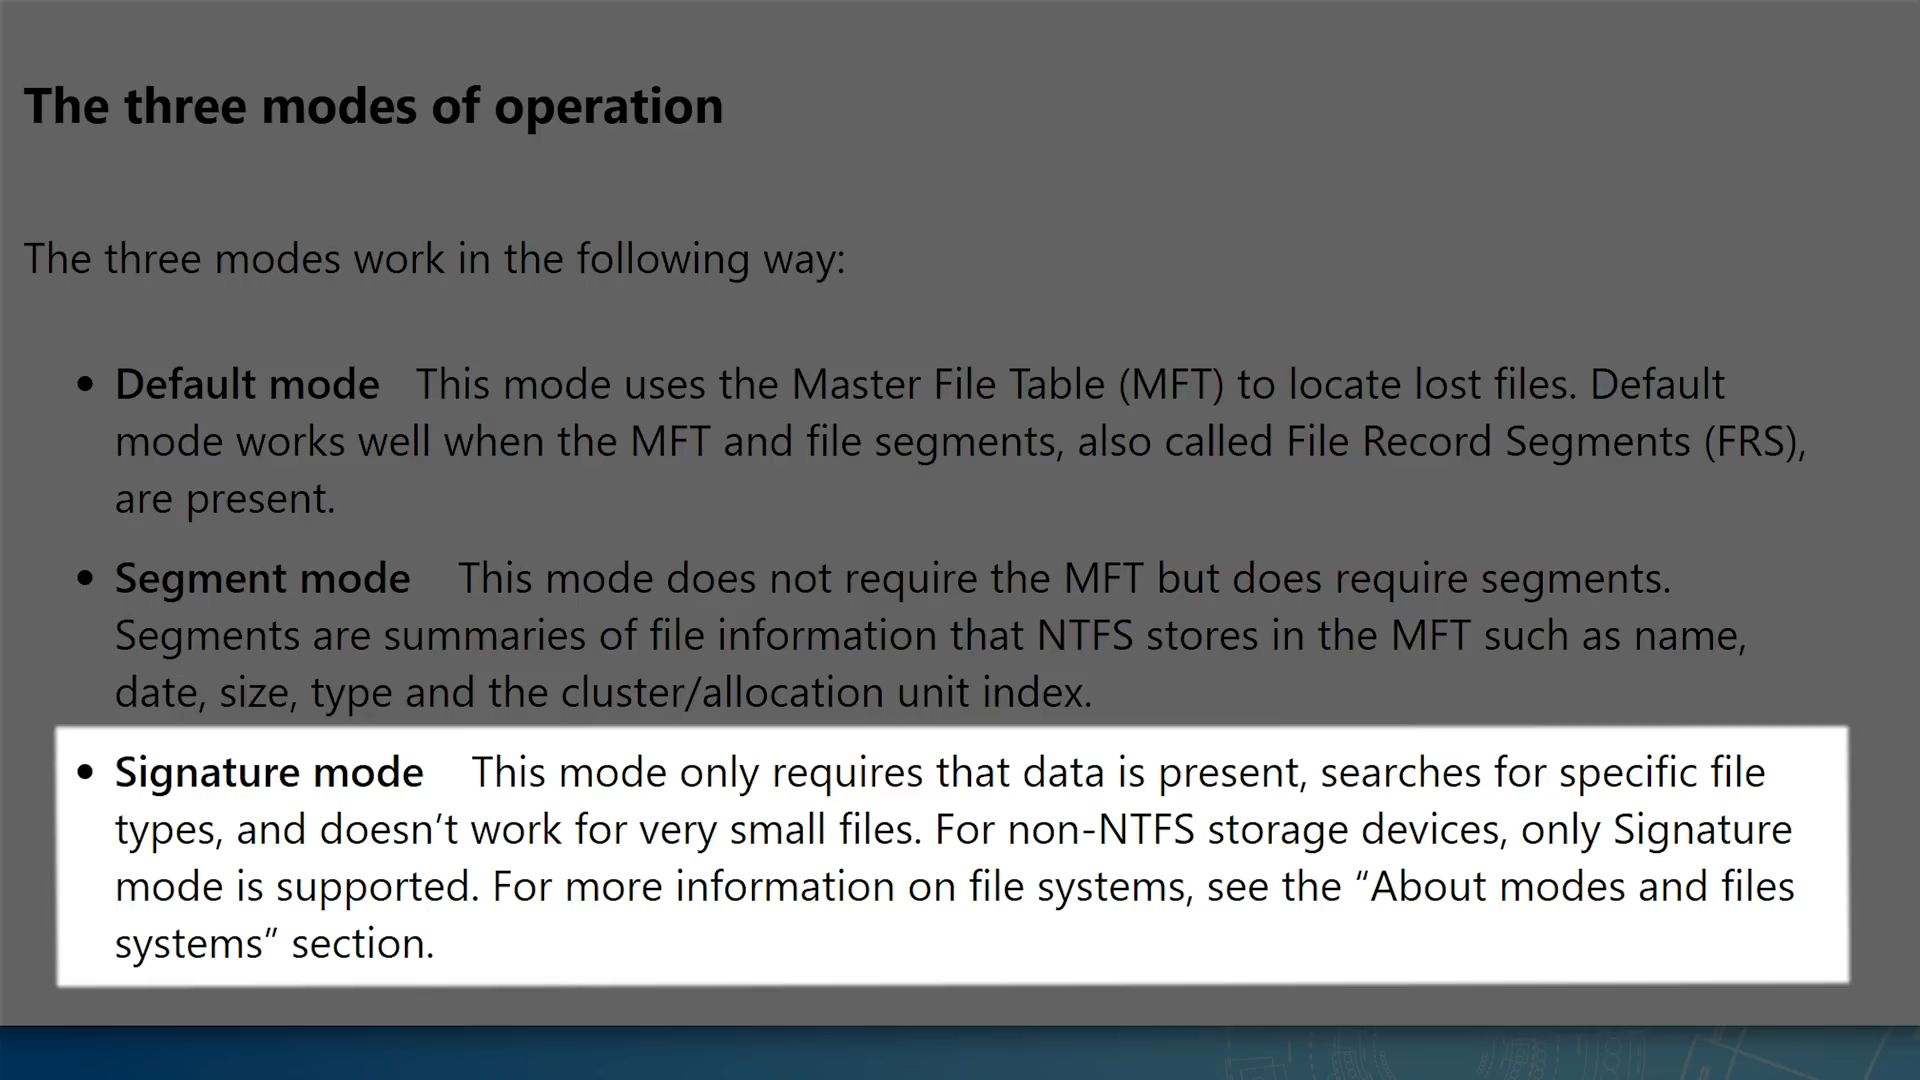 The three modes of operation
The three modes work in the following way:
• Default mode This mode uses the Master File Table (MFT) to locate lost files. Default
mode works well when the MFT and file segments, also called File Record Segments (FRS),
are present.
• Segment mode This mode does not require the MFT but does require segments.
Segments are summaries of file information that NTFS stores in the MFT such as name,
date, size, type and the cluster/allocation unit index.
• Signature mode This mode only requires that data is present, searches for specific file
types, and doesn’t work for very small files. For non-NTFS storage devices, only Signature
mode is supported. For more information on file systems, see the “About modes and files
systems” section.